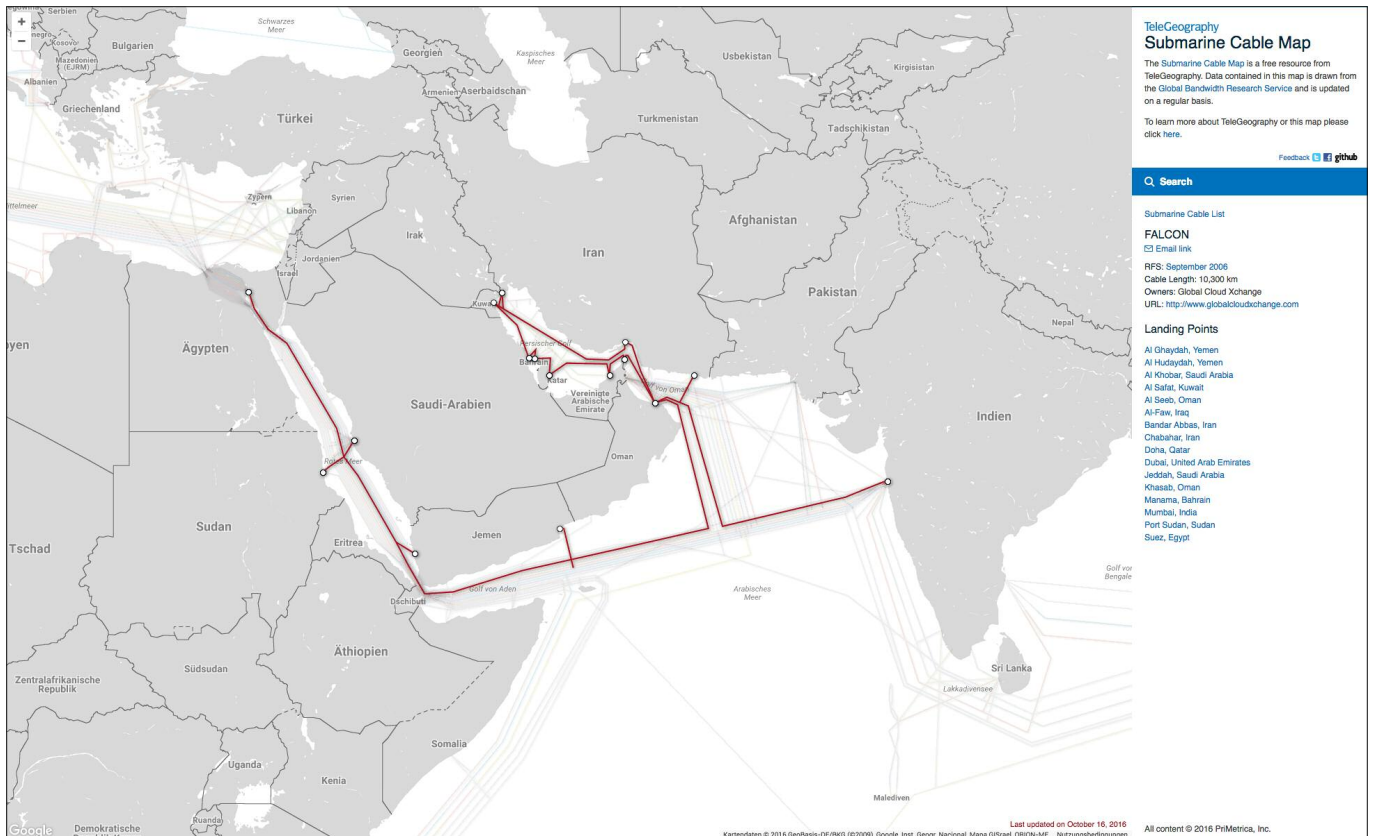 Serbien
Schwarzes
Meer
Kosovo
Bulgarien
Mazedonien
(EJRM)
Albanien
Georgien
Kaspisches
Meer
Usbekistan
Kirgisistan
Armenien
Aserbaidschan
Griechenland
Türkei
Turkmenistan
Tadschikistan
Zypern
Syrien
Libanon
Afghanistan
Irak
Iran
Jordanien
Israel
Pakistan
Nepal
Ägypten
Persischer Golf
Bahrain
Katar
Golf von Oman
Vereinigte
Arabische
Emirate
Saudi-Arabien
Indien
Oman
Rotes Meer
Sudan
Jemen
Tschad
Eritrea
Golf von Aden
Arabisches
Meer
Dschibuti
Äthiopien
Südsudan
Zentralafrikanische
Republik
Sri Lanka
Lakkadivensee
Somalia
Uganda
Kenia
Malediven
Ruanda
Google
Demokratische
Last updated on October 16, 2016
TeleGeography
Submarine Cable Map
The Submarine Cable Map is a free resource from
TeleGeography. Data contained in this map is drawn from
the Global Bandwidth Research Service and is updated
on a regular basis.
To learn more about TeleGeography or this map please
click here.
Feedback github
Search
Submarine Cable List
FALCON
Email link
RFS: September 2006
Cable Length: 10,300 km
Owners: Global Cloud Xchange
URL: http://www.globalcloudxchange.com
Landing Points
Al Ghaydah, Yemen
Al Hudaydah, Yemen
Al Khobar, Saudi Arabia
Al Safat, Kuwait
Al Seeb, Oman
Al-Faw, Iraq
Bandar Abbas, Iran
Chabahar, Iran
Doha, Qatar
Dubai, United Arab Emirates
Jeddah, Saudi Arabia
Khasab, Oman
Manama, Bahrain
Mumbai, India
Port Sudan, Sudan
Suez, Egypt
All content © 2016 PriMetrica, Inc.